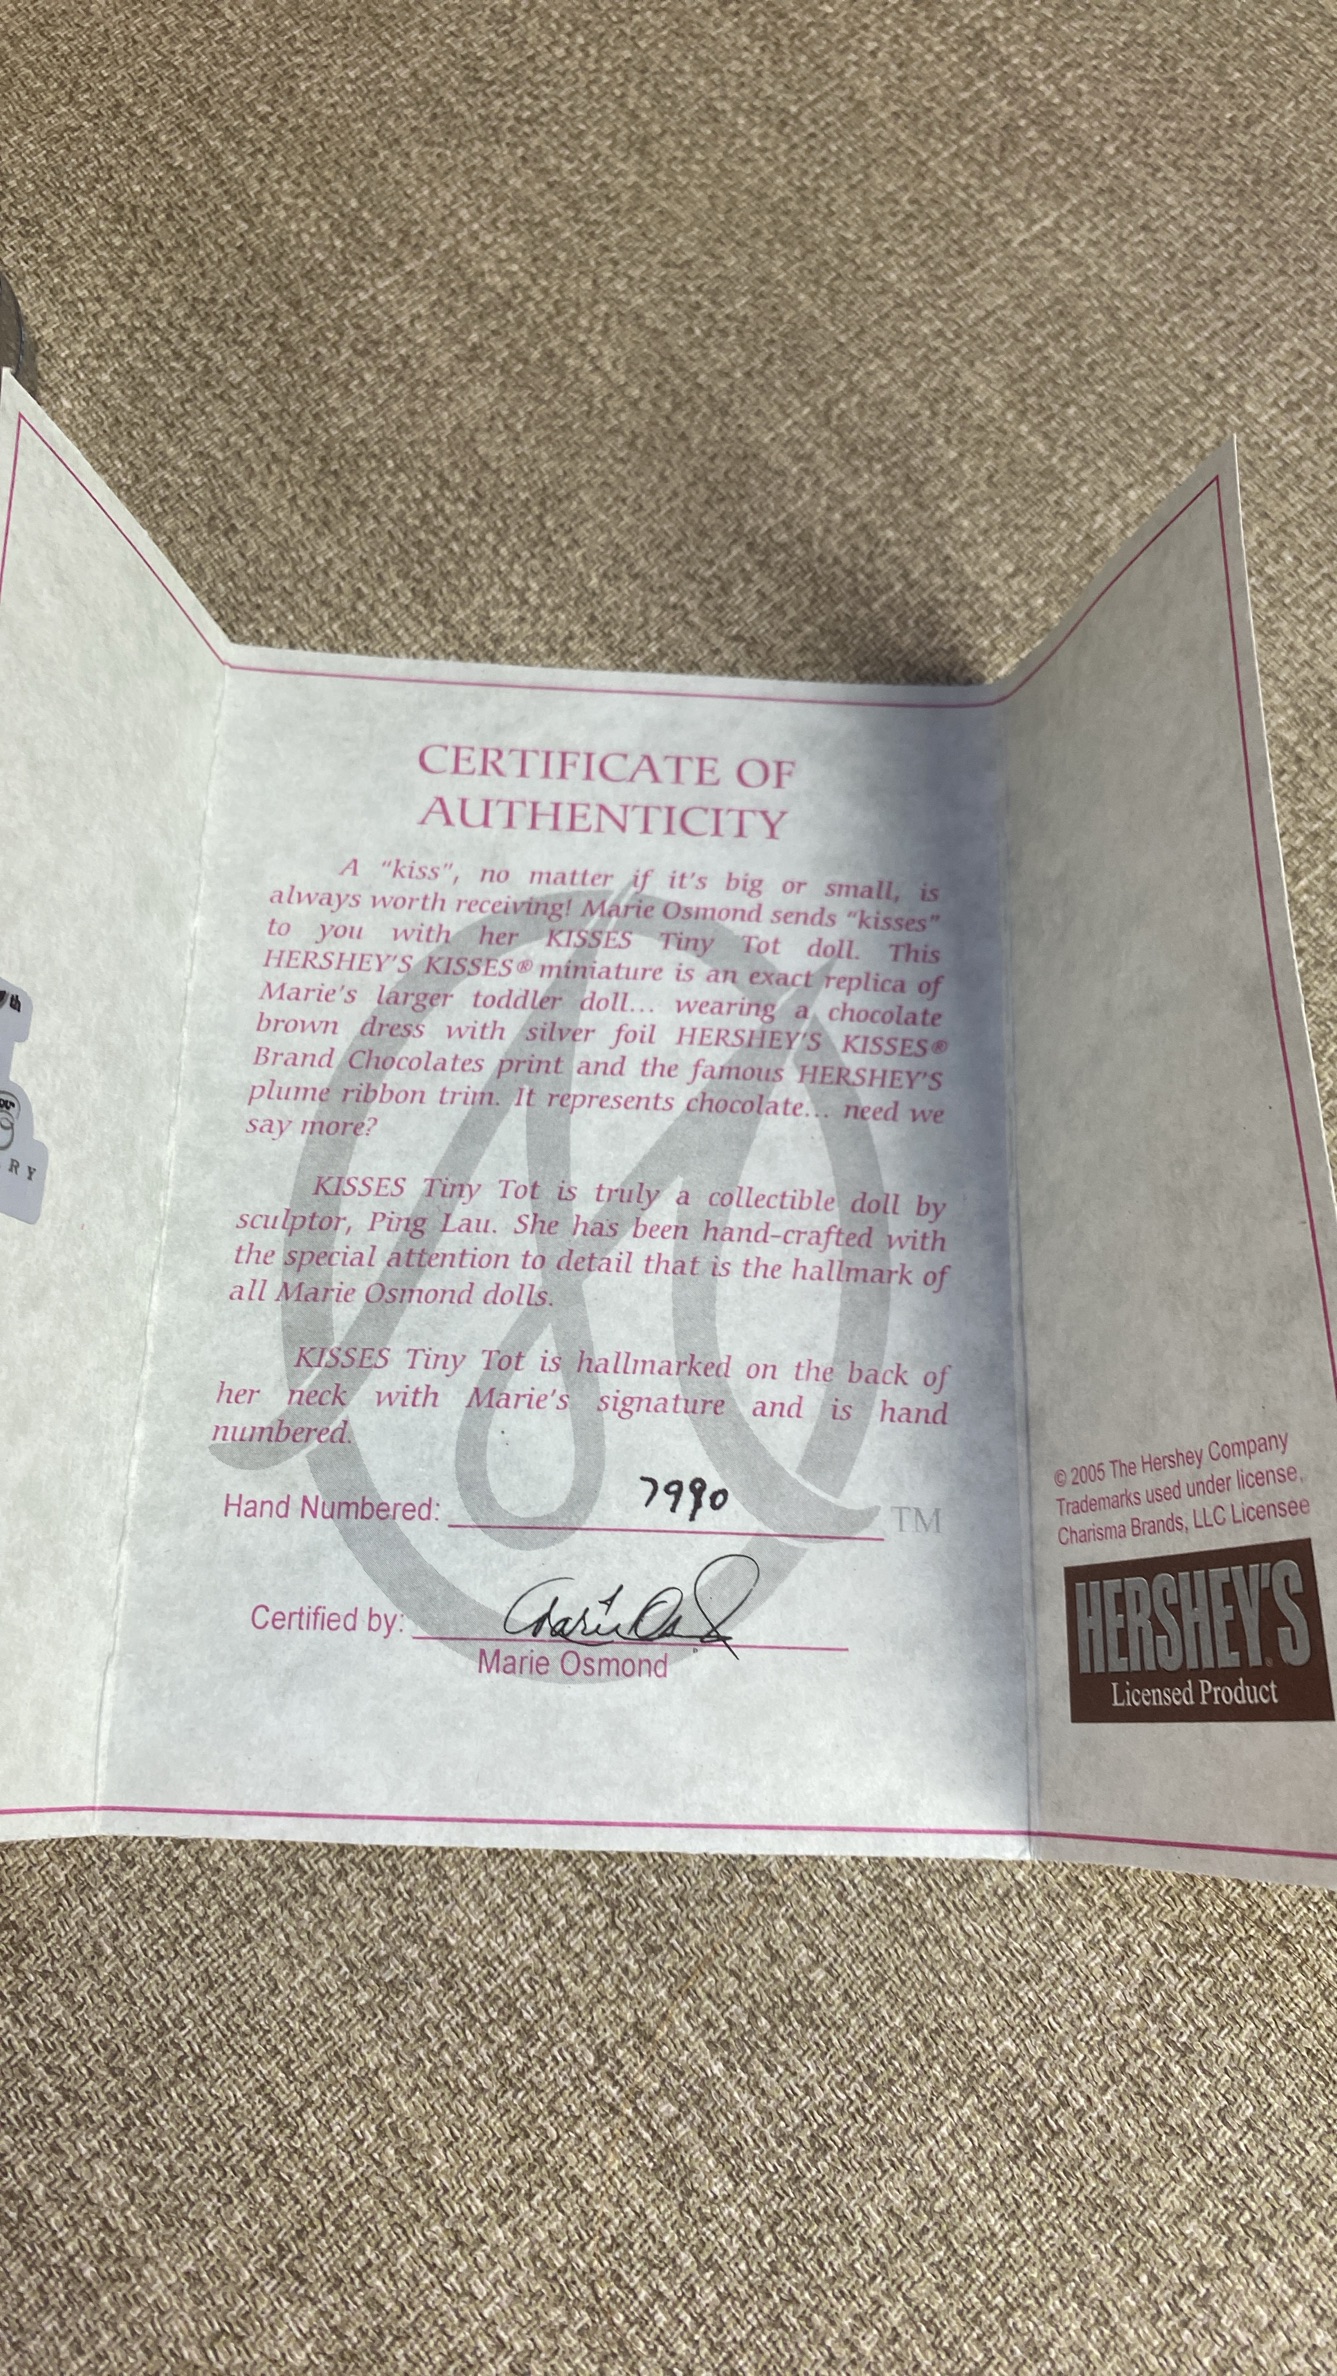 CERTIFICATE OF
AUTHENTICITY
A "kiss", no matter if it's big or small, is
always worth receiving! Marie Osmond sends "kisses"
to you with her KISSES Tiny Tot doll. This
HERSHEY'S KISSES® miniature is an exact replica of
Marie's larger toddler doll... wearing a chocolate
brown dress with silver foil HERSHEY'S KISSES®
Brand Chocolates print and the famous HERSHEY'S
plume ribbon trim. It represents chocolate... need we
say more?
KISSES Tiny Tot is truly a collectible doll by
sculptor, Ping Lau. She has been hand-crafted with
the special attention to detail that is the hallmark of
all Marie Osmond dolls.
KISSES Tiny Tot is hallmarked on the back of
her neck with Marie's signature and is hand
numbered.
Hand Numbered: 7990
TM
Certified by: Marie Osmond
Marie Osmond
th
RY
© 2005 The Hershey Company
Trademarks used under license,
Charisma Brands, LLC Licensee
HERSHEY'S®
Licensed Product